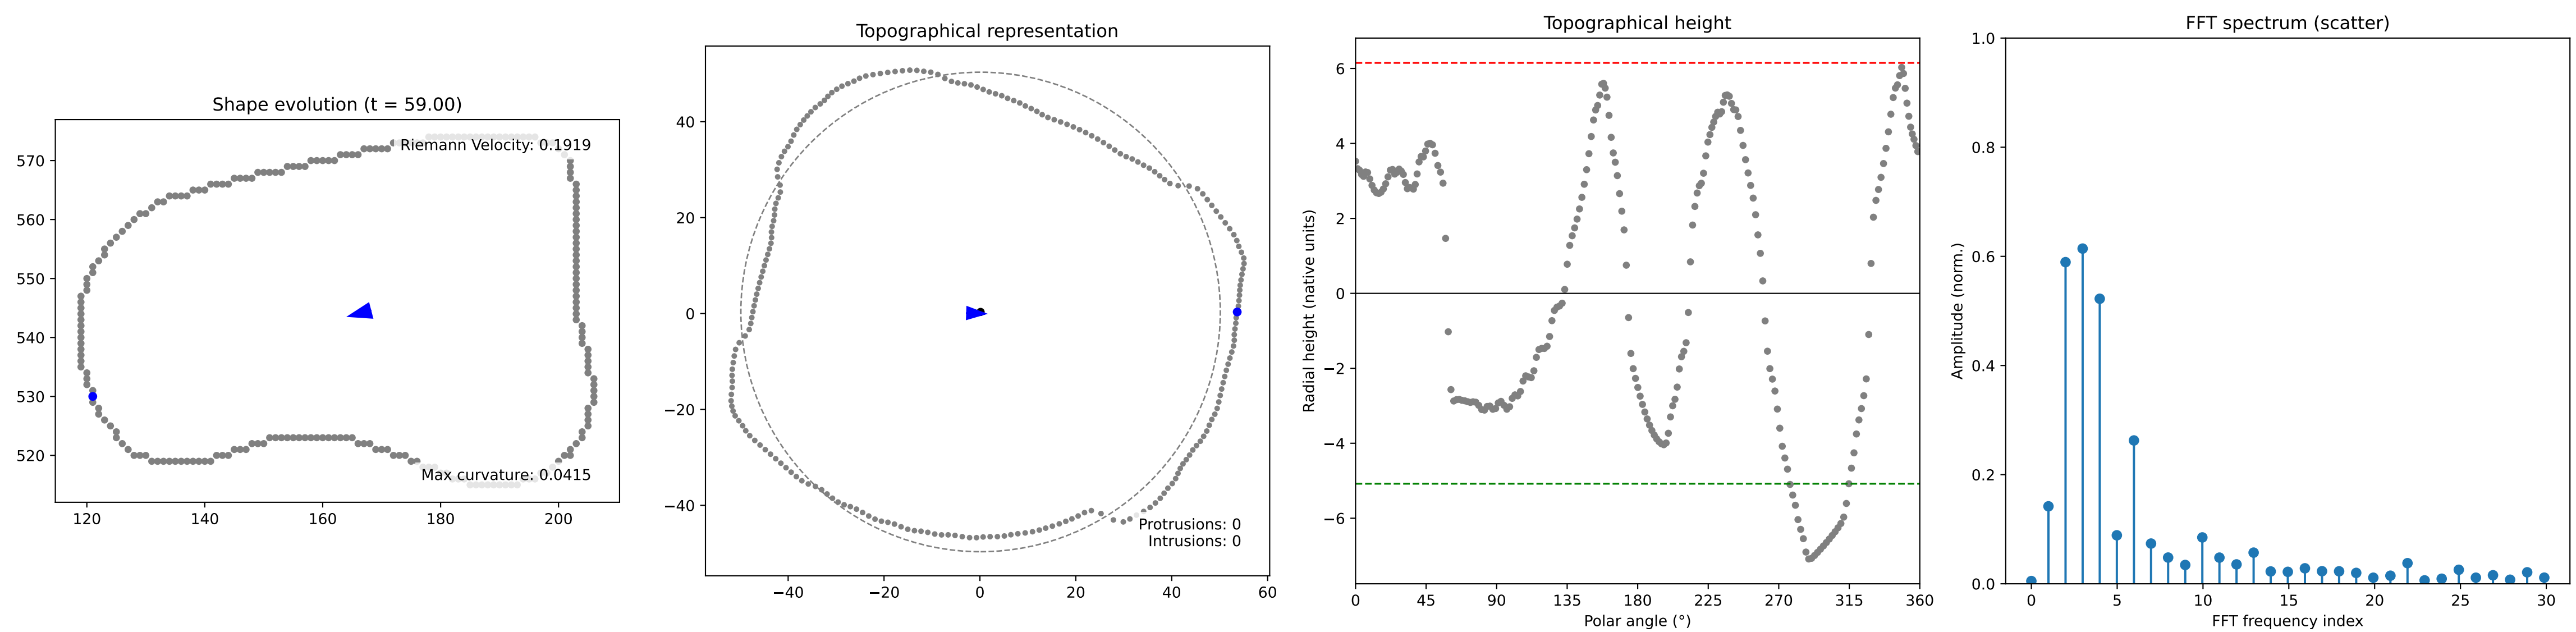 Shape evolution (t = 59.00)
Riemann Velocity: 0.1919
Max curvature: 0.0415
570
560
550
540
530
520
120 140 160 180 200
Topographical representation
40
20
0
−20
−40
−40 −20 0 20 40 60
Protrusions: 0
Intrusions: 0
Topographical height
Radial height (native units)
6
4
2
0
−2
−4
−6
0 45 90 135 180 225 270 315 360
Polar angle (°)
FFT spectrum (scatter)
Amplitude (norm.)
1.0
0.8
0.6
0.4
0.2
0.0
0 5 10 15 20 25 30
FFT frequency index